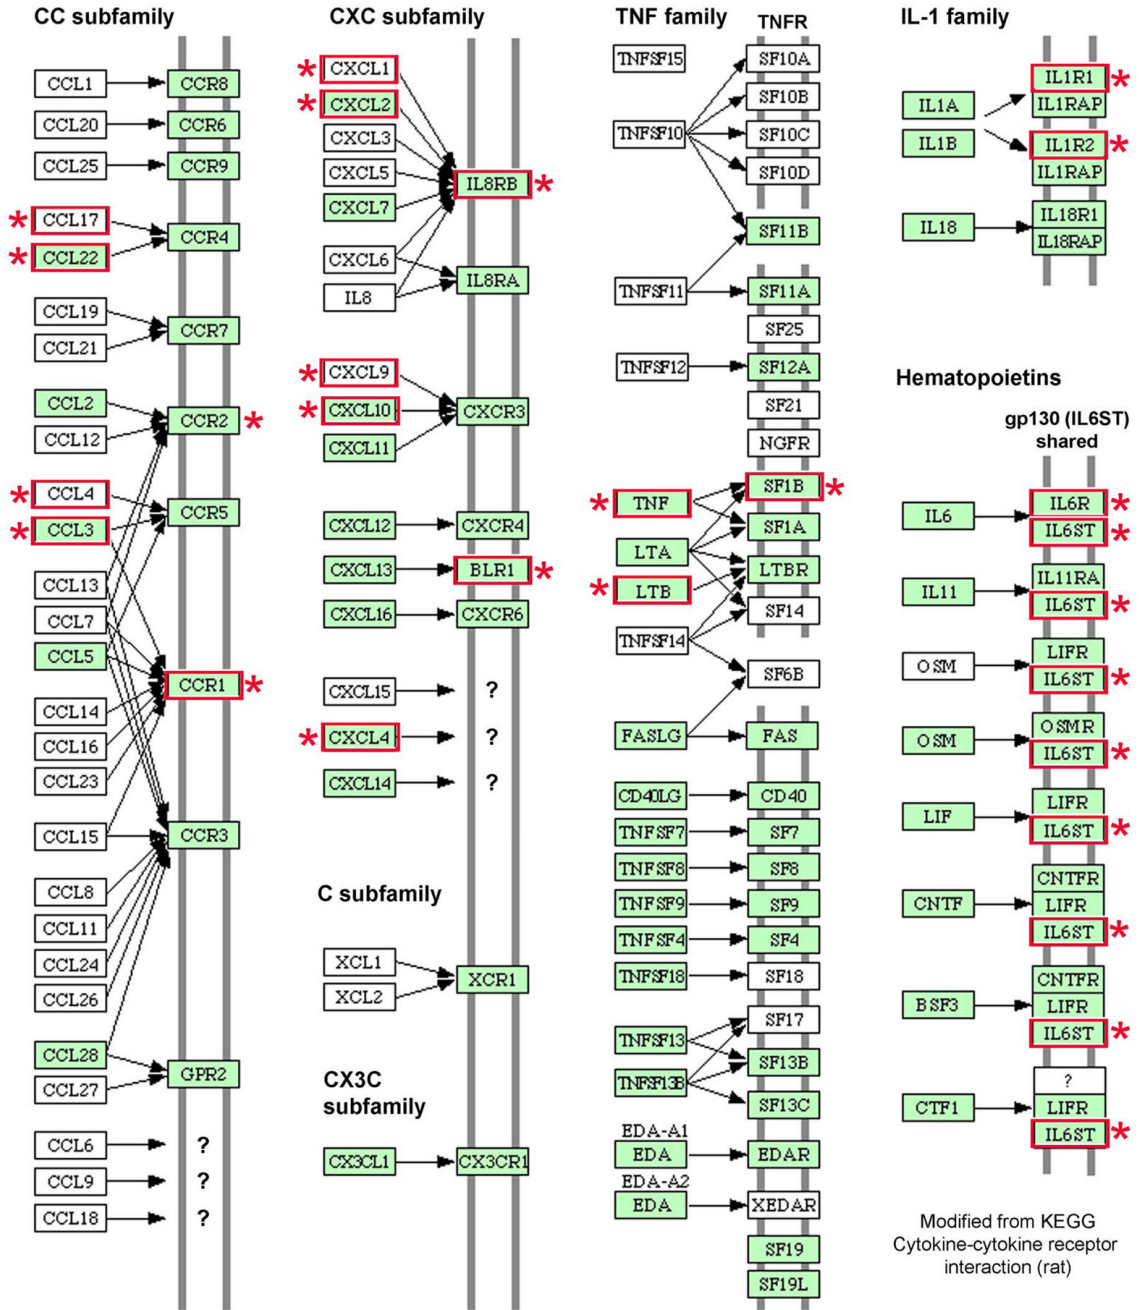 CC subfamily
CCL1
CCR8
CCL20
CCR6
CCL25
CCR9
* CCL17
* CCL22
CCR4
CCL19
CCL21
CCR7
CCL2
CCL12
CCR2 *
* CCL4
* CCL3
CCR5
CCL13
CCL7
CCL5
CCR1 *
CCL14
CCL16
CCL23
CCL15
CCR3
CCL8
CCL11
CCL24
CCL26
CCL28
CCL27
GPR2
CCL6
?
CCL9
?
CCL18
?
CXC subfamily
* CXCL1
* CXCL2
CXCL3
CXCL5
CXCL7
IL8RB *
CXCL6
IL8
IL8RA
* CXCL9
* CXCL10
CXCL11
CXCR3
CXCL12
CXCR4
CXCL13
BLR1 *
CXCL16
CXCR6
CXCL15
?
* CXCL4
?
CXCL14
?
C subfamily
XCL1
XCL2
XCR1
CX3C
subfamily
CX3CL1
CX3CR1
TNF family
TNFR
TNFSF15
SF10A
SF10B
TNFSF10
SF10C
SF10D
SF11B
TNFSF11
SF11A
SF25
TNFSF12
SF12A
SF21
NGFR
* TNF
SF1B *
SF1A
LTA
LTBR
* LTB
SF14
TNFSF14
SF6B
FASLG
FAS
CD40LG
CD40
TNFSF7
SF7
TNFSF8
SF8
TNFSF9
SF9
TNFSF4
SF4
TNFSF18
SF18
SF17
TNFSF13
SF13B
TNFSF13B
SF13C
EDA-A1
EDA
EDAR
EDA-A2
EDA
XEDAR
SF19
SF19L
IL-1 family
IL1A
IL1B
IL1R1 *
IL1RAP
IL1R2 *
IL1RAP
IL18
IL18R1
IL18RAP
Hematopoietins
gp130 (IL6ST)
shared
IL6
IL6R *
IL6ST *
IL11
IL11RA
IL6ST *
OSM
LIFR
IL6ST *
OSM
OSMR
IL6ST *
LIF
LIFR
IL6ST *
CNTF
CNTFR
LIFR
IL6ST *
BSF3
CNTFR
LIFR
IL6ST *
CTF1
?
LIFR
IL6ST *
Modified from KEGG
Cytokine-cytokine receptor
interaction (rat)